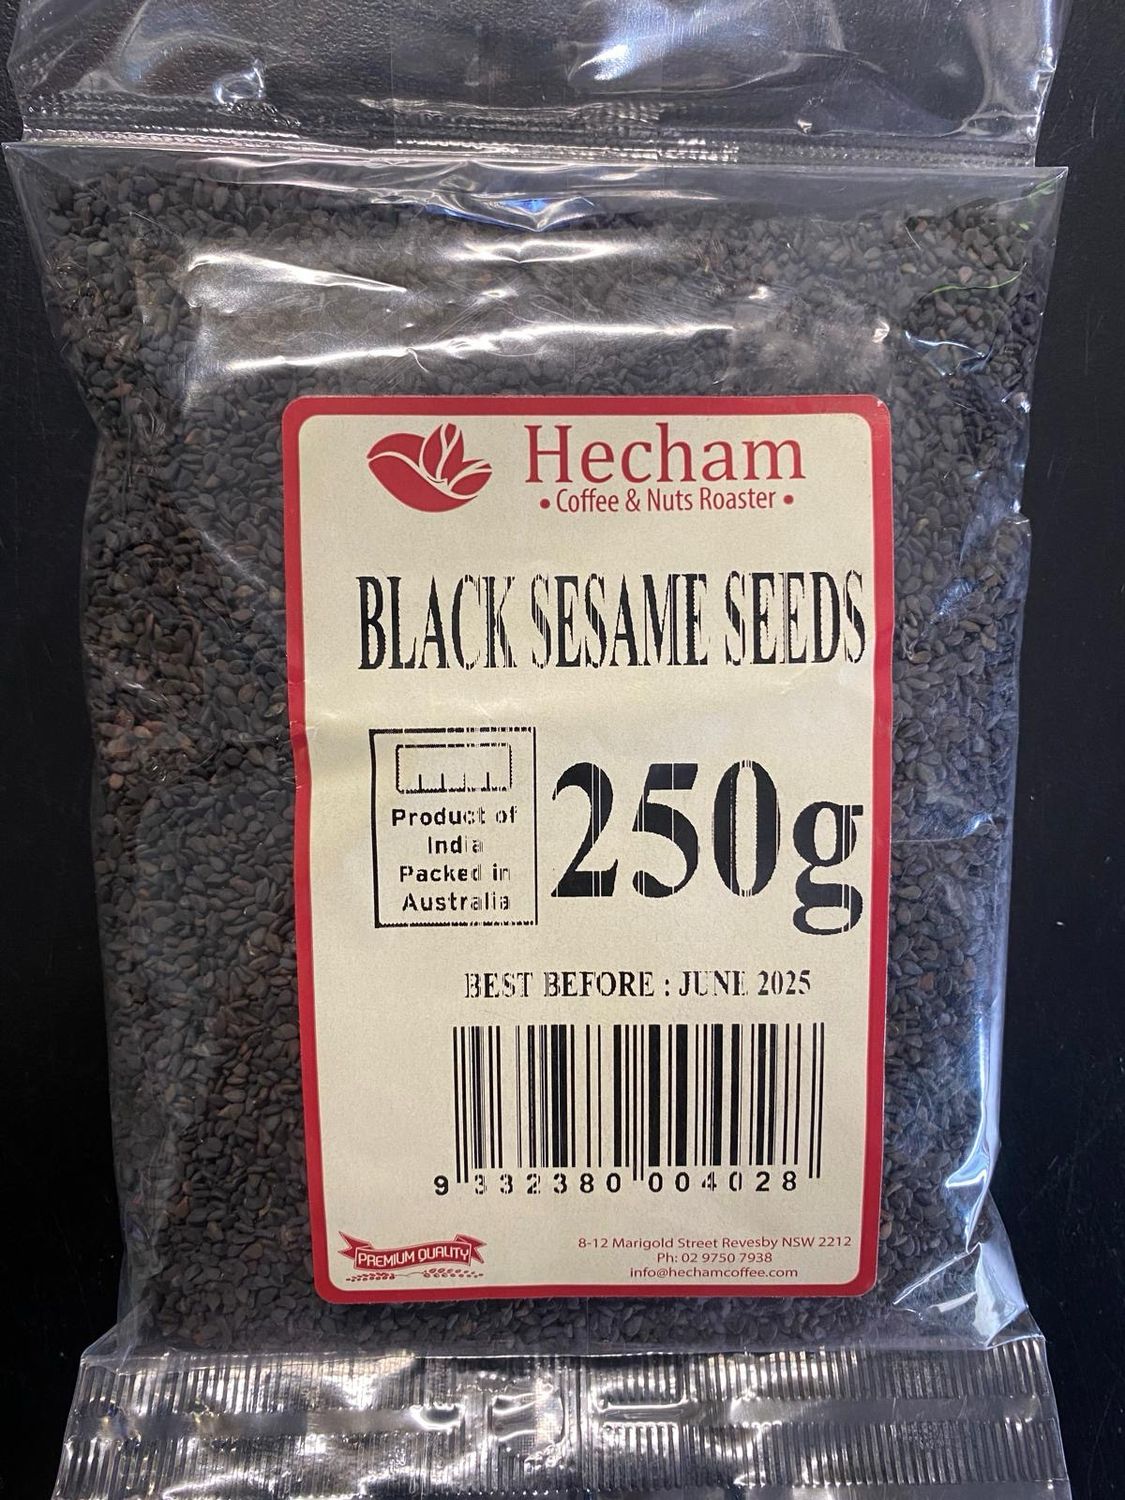 Hecham
• Coffee & Nuts Roaster •
BLACK SESAME SEEDS
Product of
India
Packed in
Australia
250g
BEST BEFORE : JUNE 2025
9 332380 004028
PREMIUM QUALITY
8-12 Marigold Street Revesby NSW 2212
Ph: 02 9750 7938
info@hechamcoffee.com